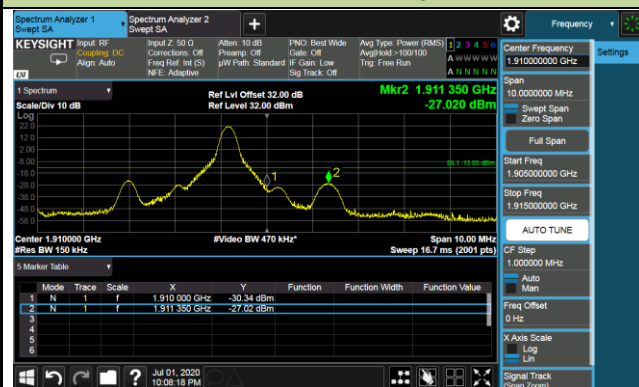 Spectrum Analyzer 1
Swept SA
Spectrum Analyzer 2
Swept SA
+
Frequency
KEYSIGHT
Input: RF
Coupling: DC
Align: Auto
Input Z: 50 Ω
Corrections: Off
Freq Ref: Int (S)
NFE: Adaptive
Atten: 10 dB
Preamp: Off
µW Path: Standard
PNO: Best Wide
Gate: Off
IF Gain: Low
Sig Track: Off
Avg Type: Power (RMS)
Avg|Hold:>100/100
Trig: Free Run
1 2 3 4 5 6
A W W W W W
A N N N N N
LXI
1 Spectrum
Scale/Div 10 dB
Ref Lvl Offset 32.00 dB
Ref Level 32.00 dBm
Mkr2 1.911 350 GHz
-27.020 dBm
Log
22.0
12.0
2.00
-8.00
-18.0
-28.0
-38.0
-48.0
-58.0
DL1 -13.00 dBm
1
2
Center 1.910000 GHz
#Res BW 150 kHz
#Video BW 470 kHz*
Span 10.00 MHz
Sweep 16.7 ms (2001 pts)
5 Marker Table
Mode Trace Scale X Y Function Function Width Function Value
1 N 1 f 1.910 000 GHz -30.34 dBm
2 N 1 f 1.911 350 GHz -27.02 dBm
3
4
5
6
Jul 01, 2020
10:08:18 PM
Center Frequency
1.910000000 GHz
Settings
Span
10.0000000 MHz
Swept Span
Zero Span
Full Span
Start Freq
1.905000000 GHz
Stop Freq
1.915000000 GHz
AUTO TUNE
CF Step
1.000000 MHz
Auto
Man
Freq Offset
0 Hz
X Axis Scale
Log
Lin
Signal Track
(Span Zoom)